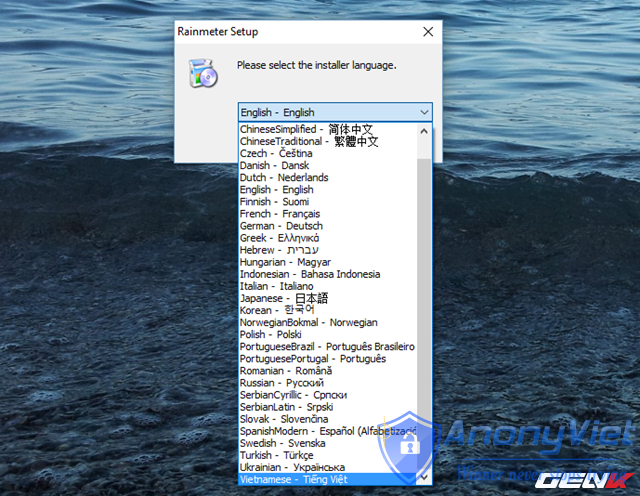 Rainmeter Setup
Please select the installer language.
English - English
ChineseSimplified - 简体中文
ChineseTraditional - 繁體中文
Czech - Čeština
Danish - Dansk
Dutch - Nederlands
English - English
Finnish - Suomi
French - Français
German - Deutsch
Greek - Ελληνικά
Hebrew - עברית
Hungarian - Magyar
Indonesian - Bahasa Indonesia
Italian - Italiano
Japanese - 日本語
Korean - 한국어
NorwegianBokmal - Norwegian
Polish - Polski
PortugueseBrazil - Português Brasileiro
PortuguesePortugal - Português
Romanian - Română
Russian - Русский
SerbianCyrillic - Српски
SerbianLatin - Srpski
Slovak - Slovenčina
SpanishModern - Español (Alfabetizació
Swedish - Svenska
Turkish - Türkçe
Ukrainian - Українська
Vietnamese - Tiếng Việt
AnonyViet
GENK